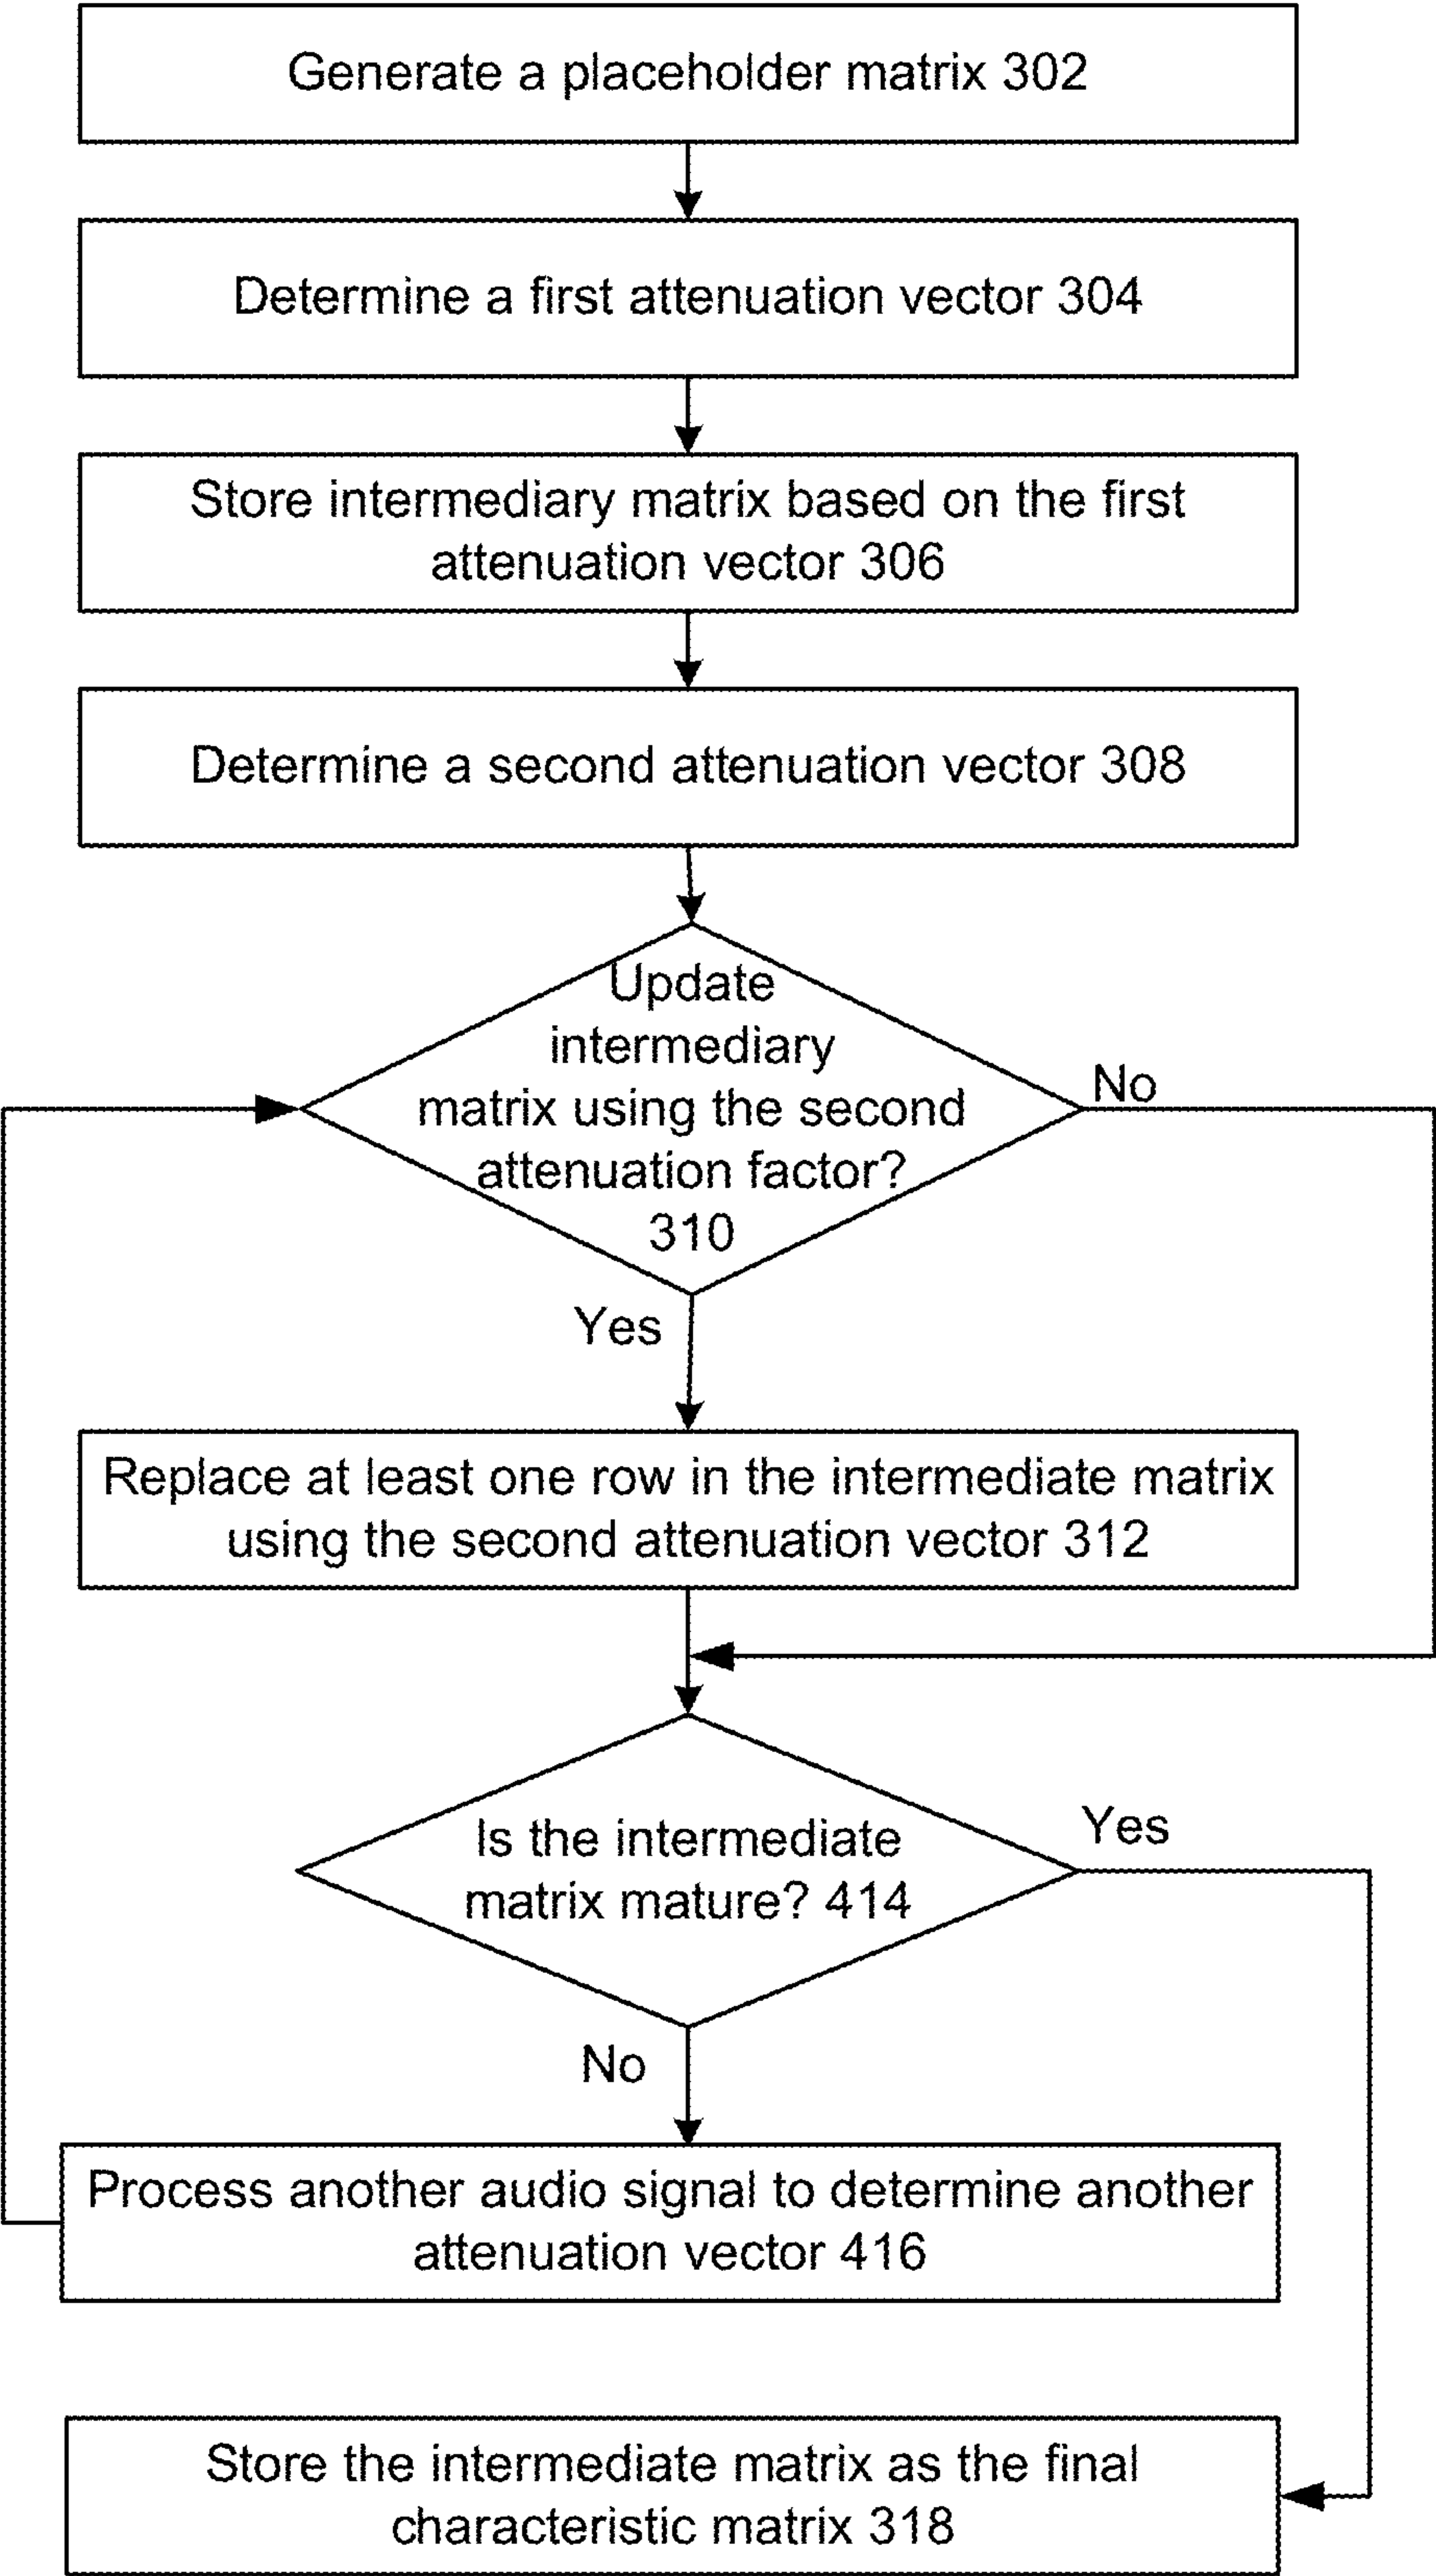 Generate a placeholder matrix 302
Determine a first attenuation vector 304
Store intermediary matrix based on the first
attenuation vector 306
Determine a second attenuation vector 308
Update
intermediary
matrix using the second
attenuation factor?
310
No
Yes
Replace at least one row in the intermediate matrix
using the second attenuation vector 312
Is the intermediate
matrix mature? 414
Yes
No
Process another audio signal to determine another
attenuation vector 416
Store the intermediate matrix as the final
characteristic matrix 318